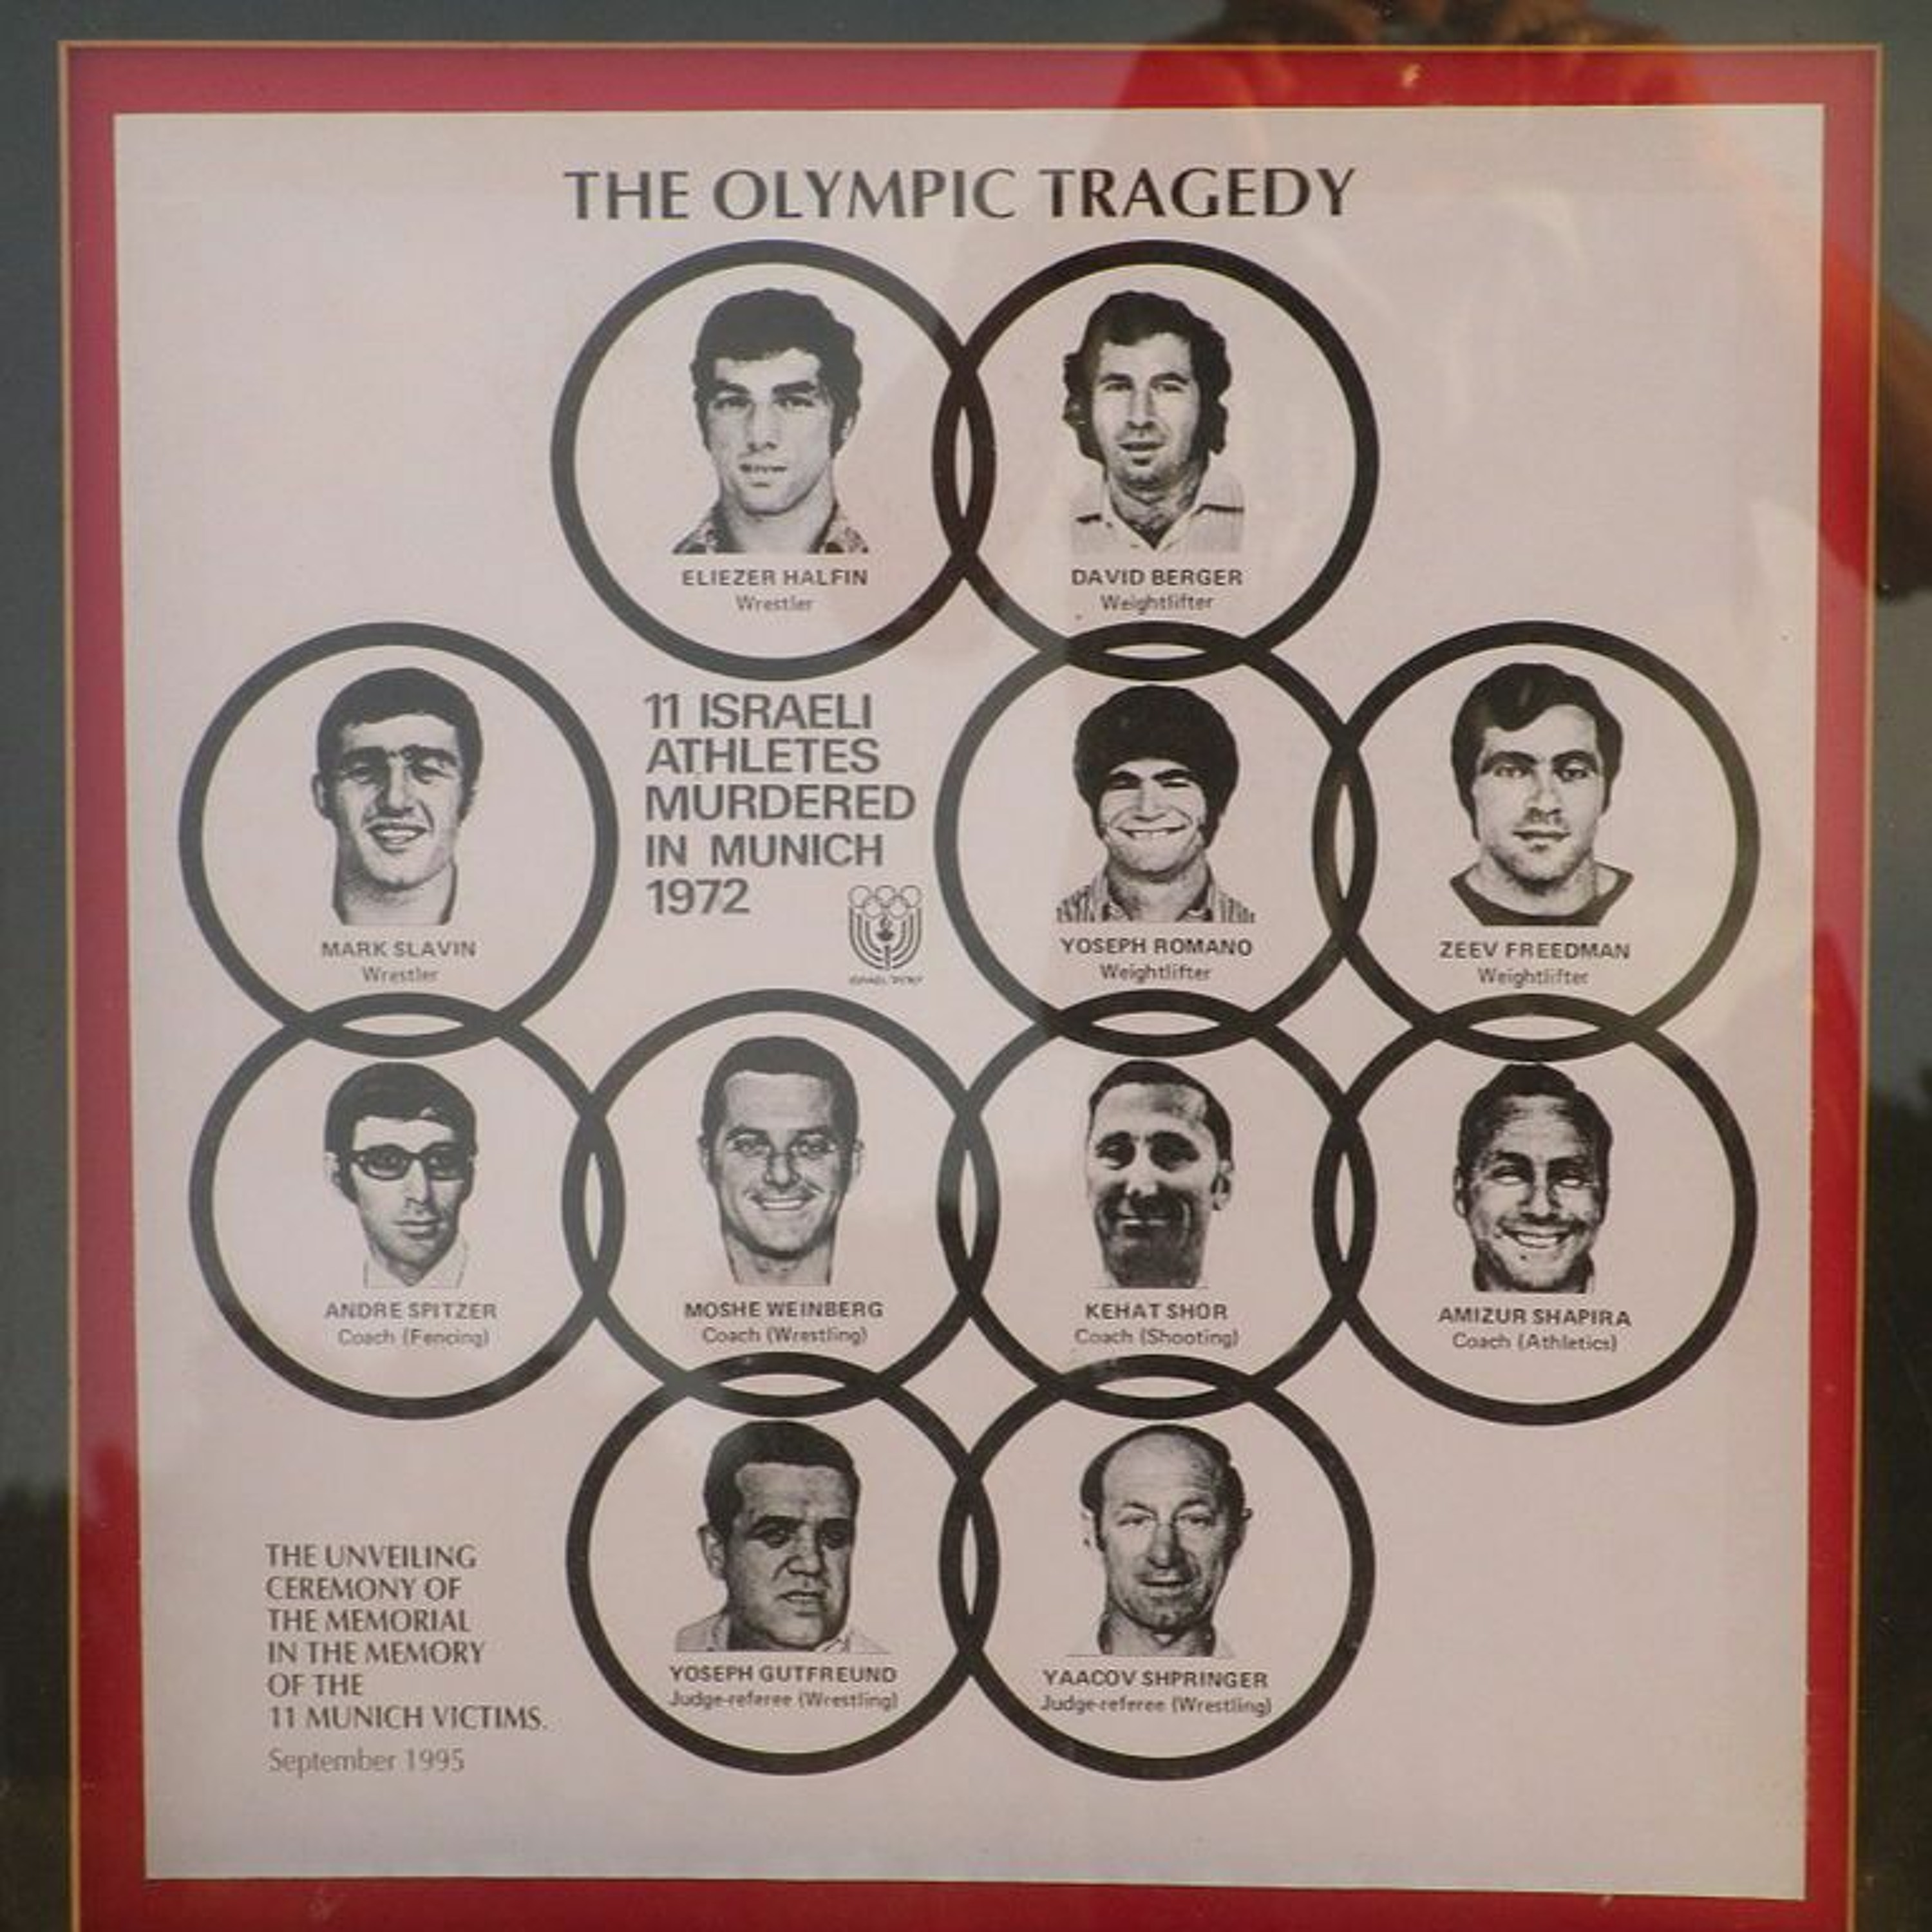 THE OLYMPIC TRAGEDY
ELIEZER HALFIN
Wrestler
DAVID BERGER
Weightlifter
11 ISRAELI
ATHLETES
MURDERED
IN MUNICH
1972
MARK SLAVIN
Wrestler
YOSEPH ROMANO
Weightlifter
ZEEV FREEDMAN
Weightlifter
ANDRE SPITZER
Coach (Fencing)
MOSHE WEINBERG
Coach (Wrestling)
KEHAT SHOR
Coach (Shooting)
AMIZUR SHAPIRA
Coach (Athletics)
YOSEPH GUTFREUND
Judge-referee (Wrestling)
YAACOV SHPRINGER
Judge-referee (Wrestling)
THE UNVEILING
CEREMONY OF
THE MEMORIAL
IN THE MEMORY
OF THE
11 MUNICH VICTIMS.
September 1995